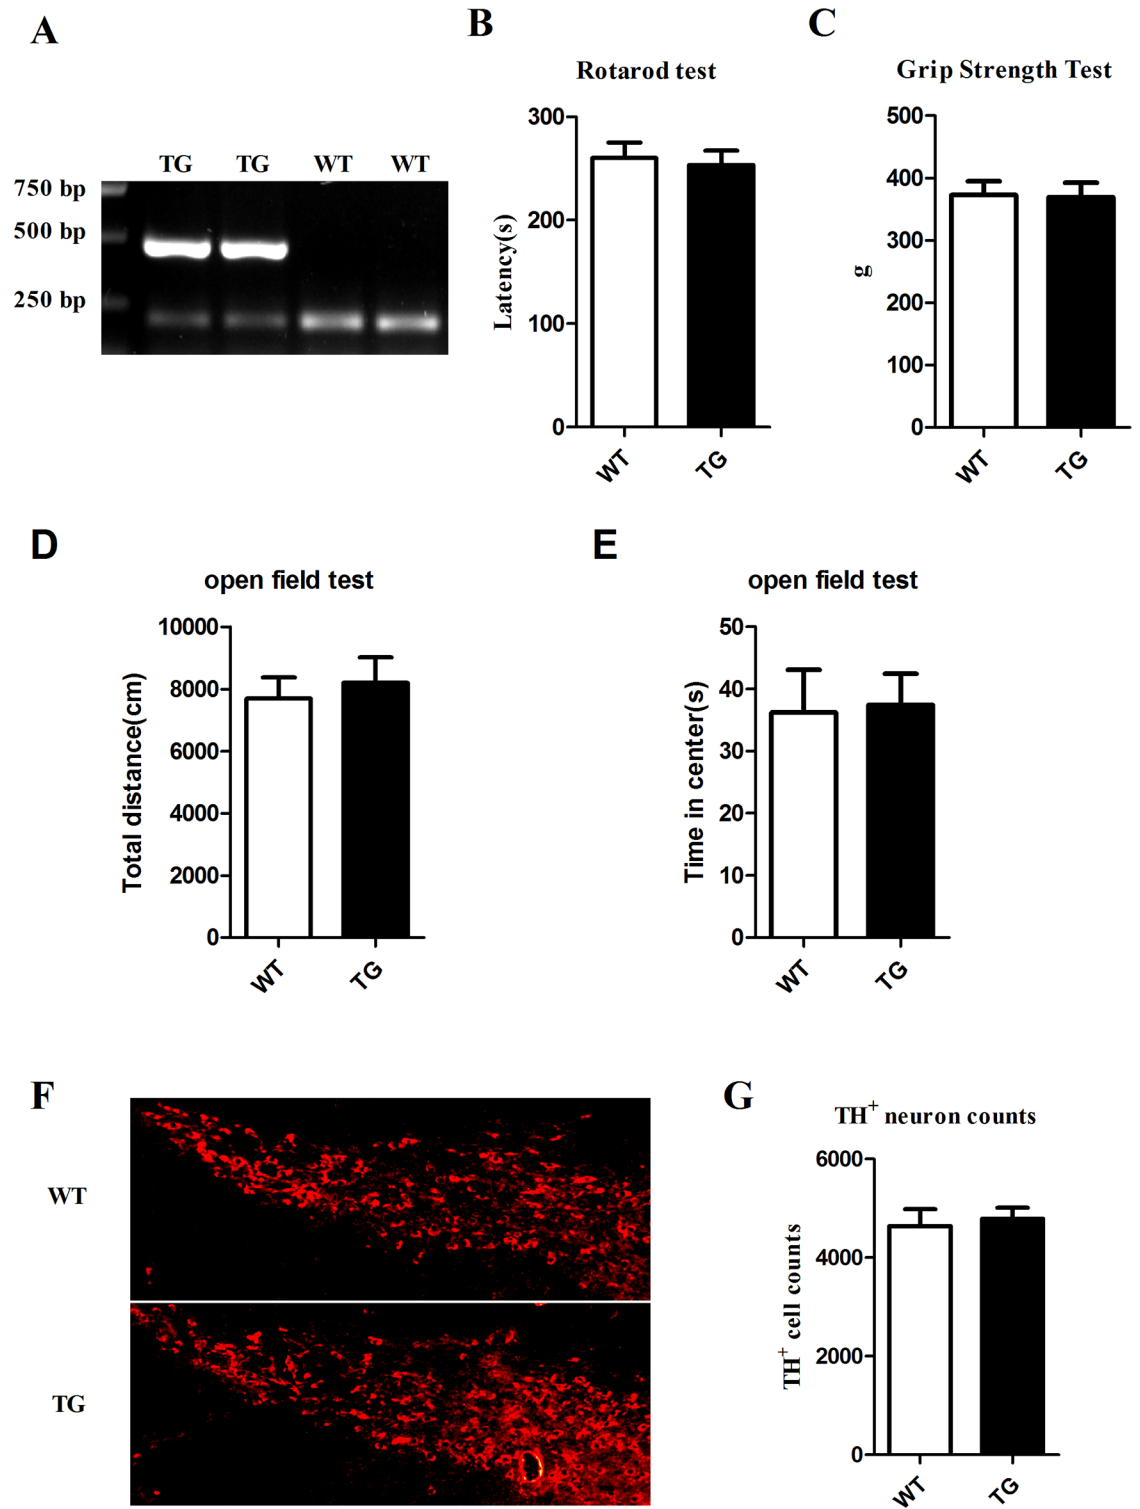 A
TG TG WT WT
750 bp
500 bp
250 bp
B
Rotarod test
Latency(s)
300
200
100
0
WT TG
C
Grip Strength Test
g
500
400
300
200
100
0
WT TG
D
open field test
Total distance(cm)
10000
8000
6000
4000
2000
0
WT TG
E
open field test
Time in center(s)
50
40
30
20
10
0
WT TG
F
WT
TG
G
TH⁺ neuron counts
TH⁺ cell counts
6000
4000
2000
0
WT TG